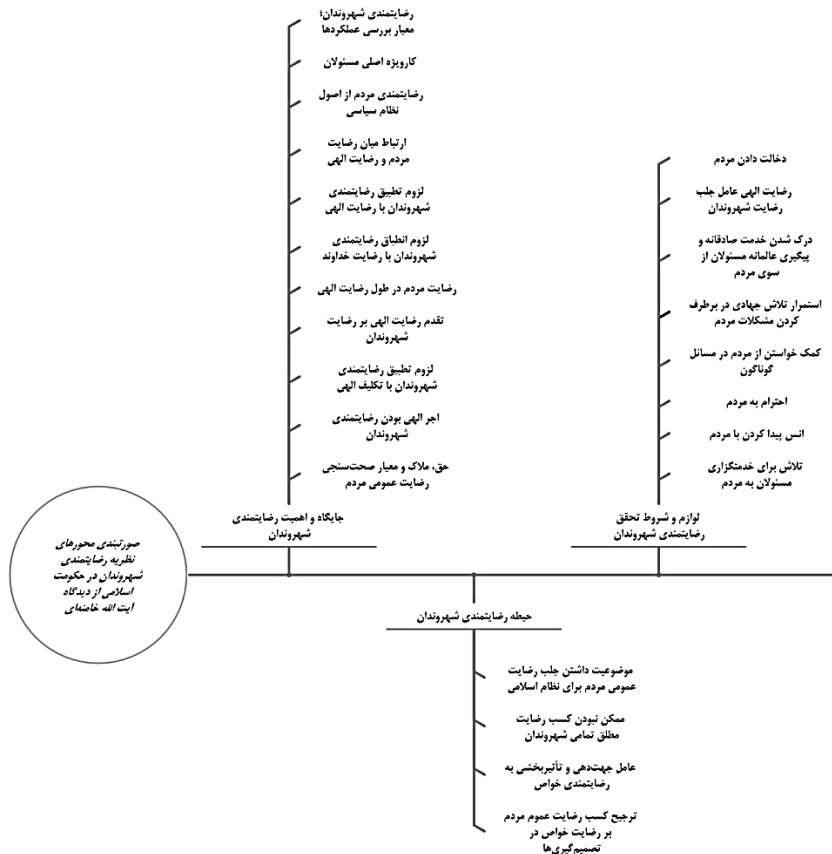 صورتبندی محورهای
نظریه رضایتمندی
شهروندان در حکومت
اسلامی از دیدگاه
آیت الله خامنه‌ای
رضایتمندی شهروندان؛
معیار بررسی عملکردها
کارویژه اصلی مسئولان
رضایتمندی مردم از اصول
نظام سیاسی
ارتباط میان رضایت
مردم و رضایت الهی
لزوم تطبیق رضایتمندی
شهروندان با رضایت الهی
لزوم انطباق رضایتمندی
شهروندان با رضایت خداوند
رضایت مردم در طول رضایت الهی
تقدم رضایت الهی بر رضایت
شهروندان
لزوم تطبیق رضایتمندی
شهروندان با تکلیف الهی
اجر الهی بودن رضایتمندی
شهروندان
حق، ملاک و معیار صحت‌سنجی
رضایت عمومی مردم
جایگاه و اهمیت رضایتمندی
شهروندان
حیطه رضایتمندی شهروندان
موضوعیت داشتن جلب رضایت
عمومی مردم برای نظام اسلامی
ممکن نبودن کسب رضایت
مطلق تمامی شهروندان
عامل جهت‌دهی و تأثیربخشی به
رضایتمندی خواص
ترجیح کسب رضایت عموم مردم
بر رضایت خواص در
تصمیم‌گیری‌ها
دخالت دادن مردم
رضایت الهی عامل جلب
رضایت شهروندان
درک شدن خدمت صادقانه و
پیگیری عالمانه مسئولان از
سوی مردم
استمرار تلاش جهادی در برطرف
کردن مشکلات مردم
کمک خواستن از مردم در مسائل
گوناگون
احترام به مردم
انس پیدا کردن با مردم
تلاش برای خدمتگزاری
مسئولان به مردم
لوازم و شروط تحقق
رضایتمندی شهروندان